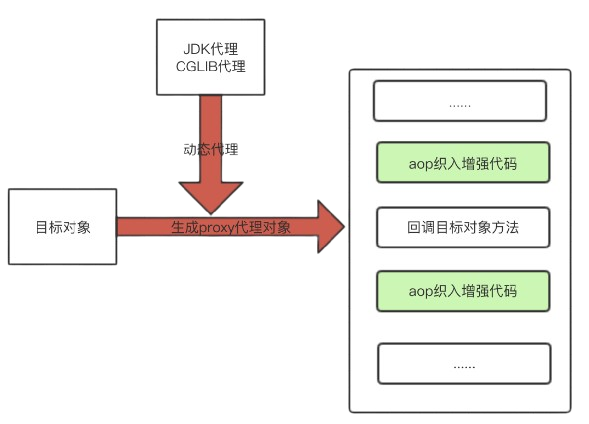 JDK代理
CGLIB代理
动态代理
目标对象
生成proxy代理对象
......
aop织入增强代码
回调目标对象方法
aop织入增强代码
......